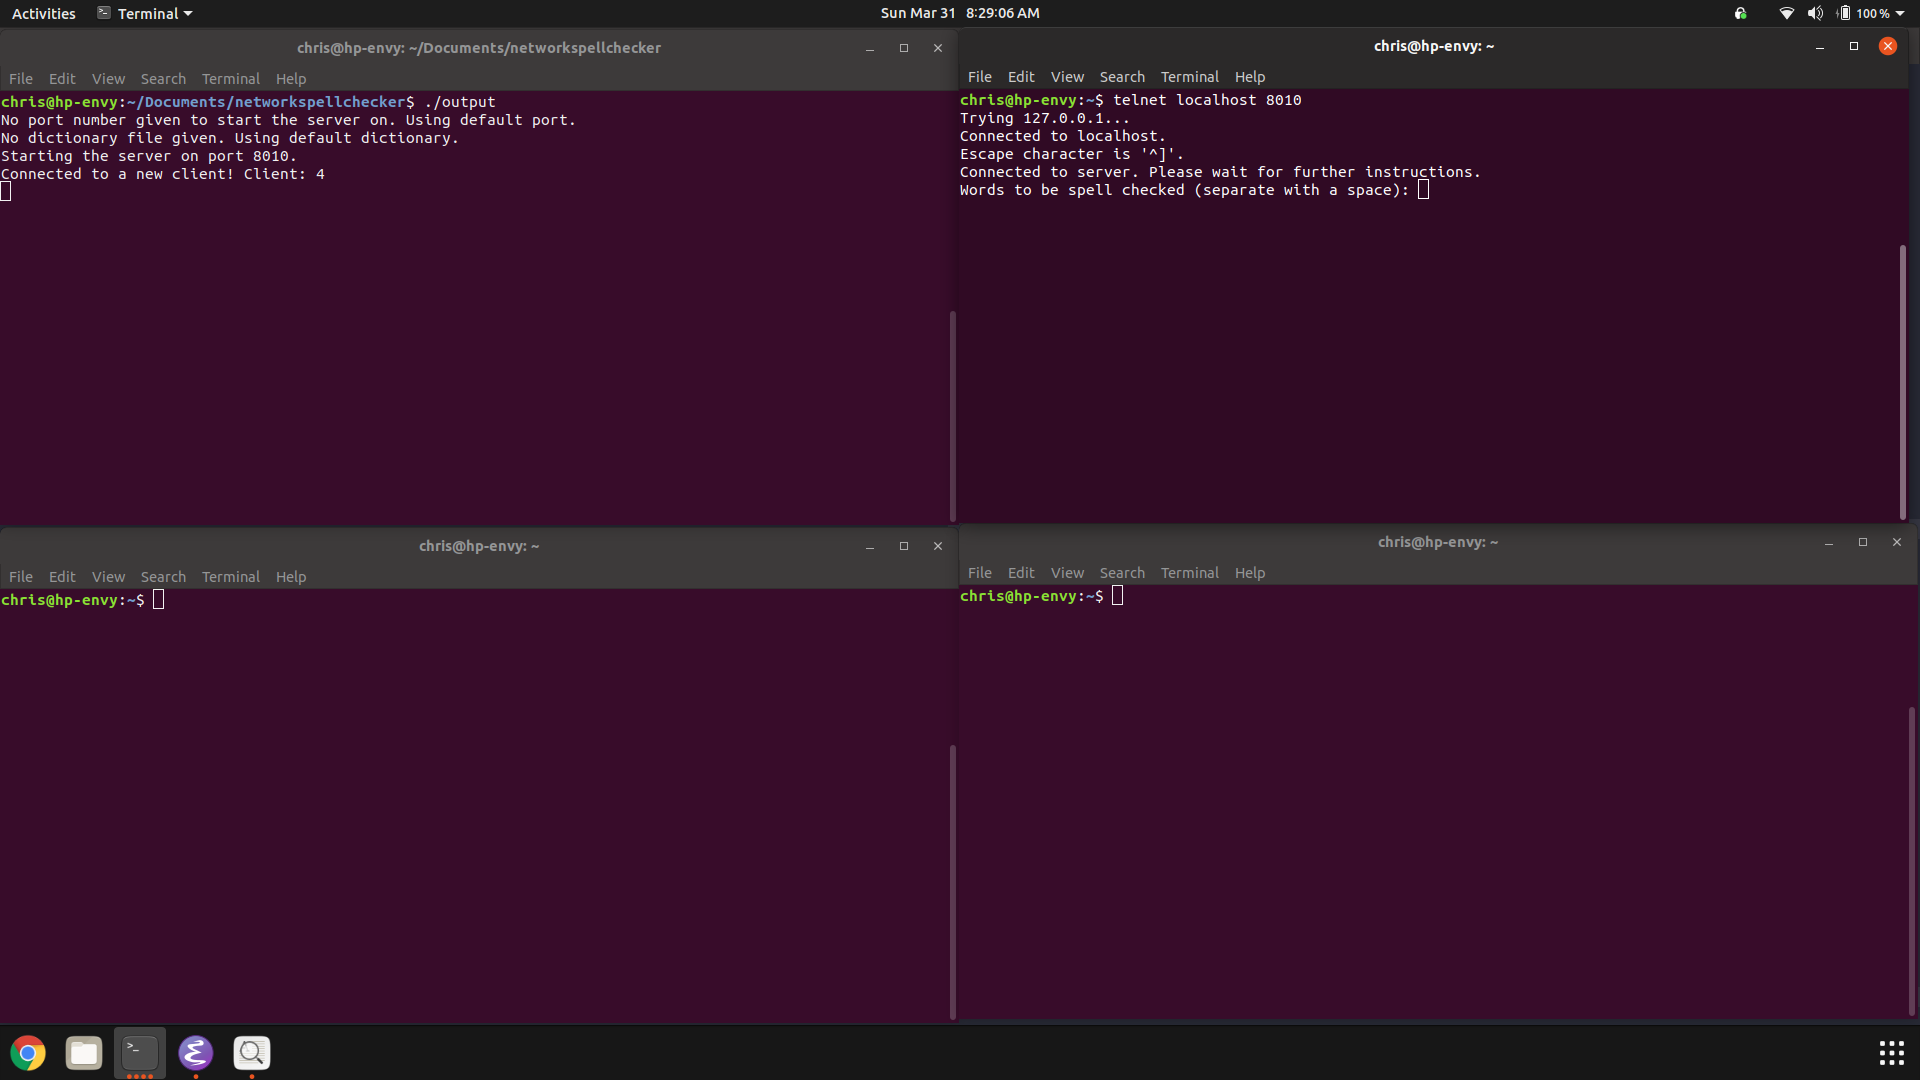 Activities Terminal Sun Mar 31 8:29:06 AM 100 %
chris@hp-envy: ~/Documents/networkspellchecker
File Edit View Search Terminal Help
chris@hp-envy:~/Documents/networkspellchecker$ ./output
No port number given to start the server on. Using default port.
No dictionary file given. Using default dictionary.
Starting the server on port 8010.
Connected to a new client! Client: 4
chris@hp-envy: ~
File Edit View Search Terminal Help
chris@hp-envy:~$ telnet localhost 8010
Trying 127.0.0.1...
Connected to localhost.
Escape character is '^]'.
Connected to server. Please wait for further instructions.
Words to be spell checked (separate with a space):
chris@hp-envy: ~
File Edit View Search Terminal Help
chris@hp-envy:~$
chris@hp-envy: ~
File Edit View Search Terminal Help
chris@hp-envy:~$